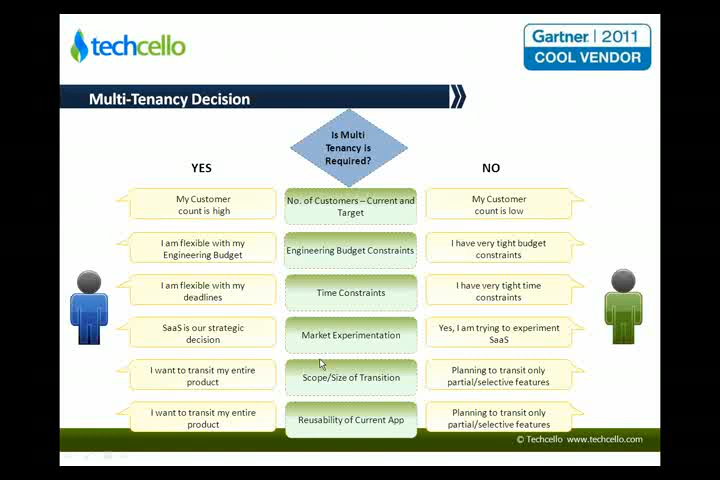 techcello
Gartner | 2011
COOL VENDOR
Multi-Tenancy Decision
Is Multi
Tenancy is
Required?
YES
NO
My Customer
count is high
No. of Customers – Current and
Target
My Customer
count is low
I am flexible with my
Engineering Budget
Engineering Budget Constraints
I have very tight budget
constraints
I am flexible with my
deadlines
Time Constraints
I have very tight time
constraints
SaaS is our strategic
decision
Market Experimentation
Yes, I am trying to experiment
SaaS
I want to transit my entire
product
Scope/Size of Transition
Planning to transit only
partial/selective features
I want to transit my entire
product
Reusability of Current App
Planning to transit only
partial/selective features
© Techcello www.techcello.com